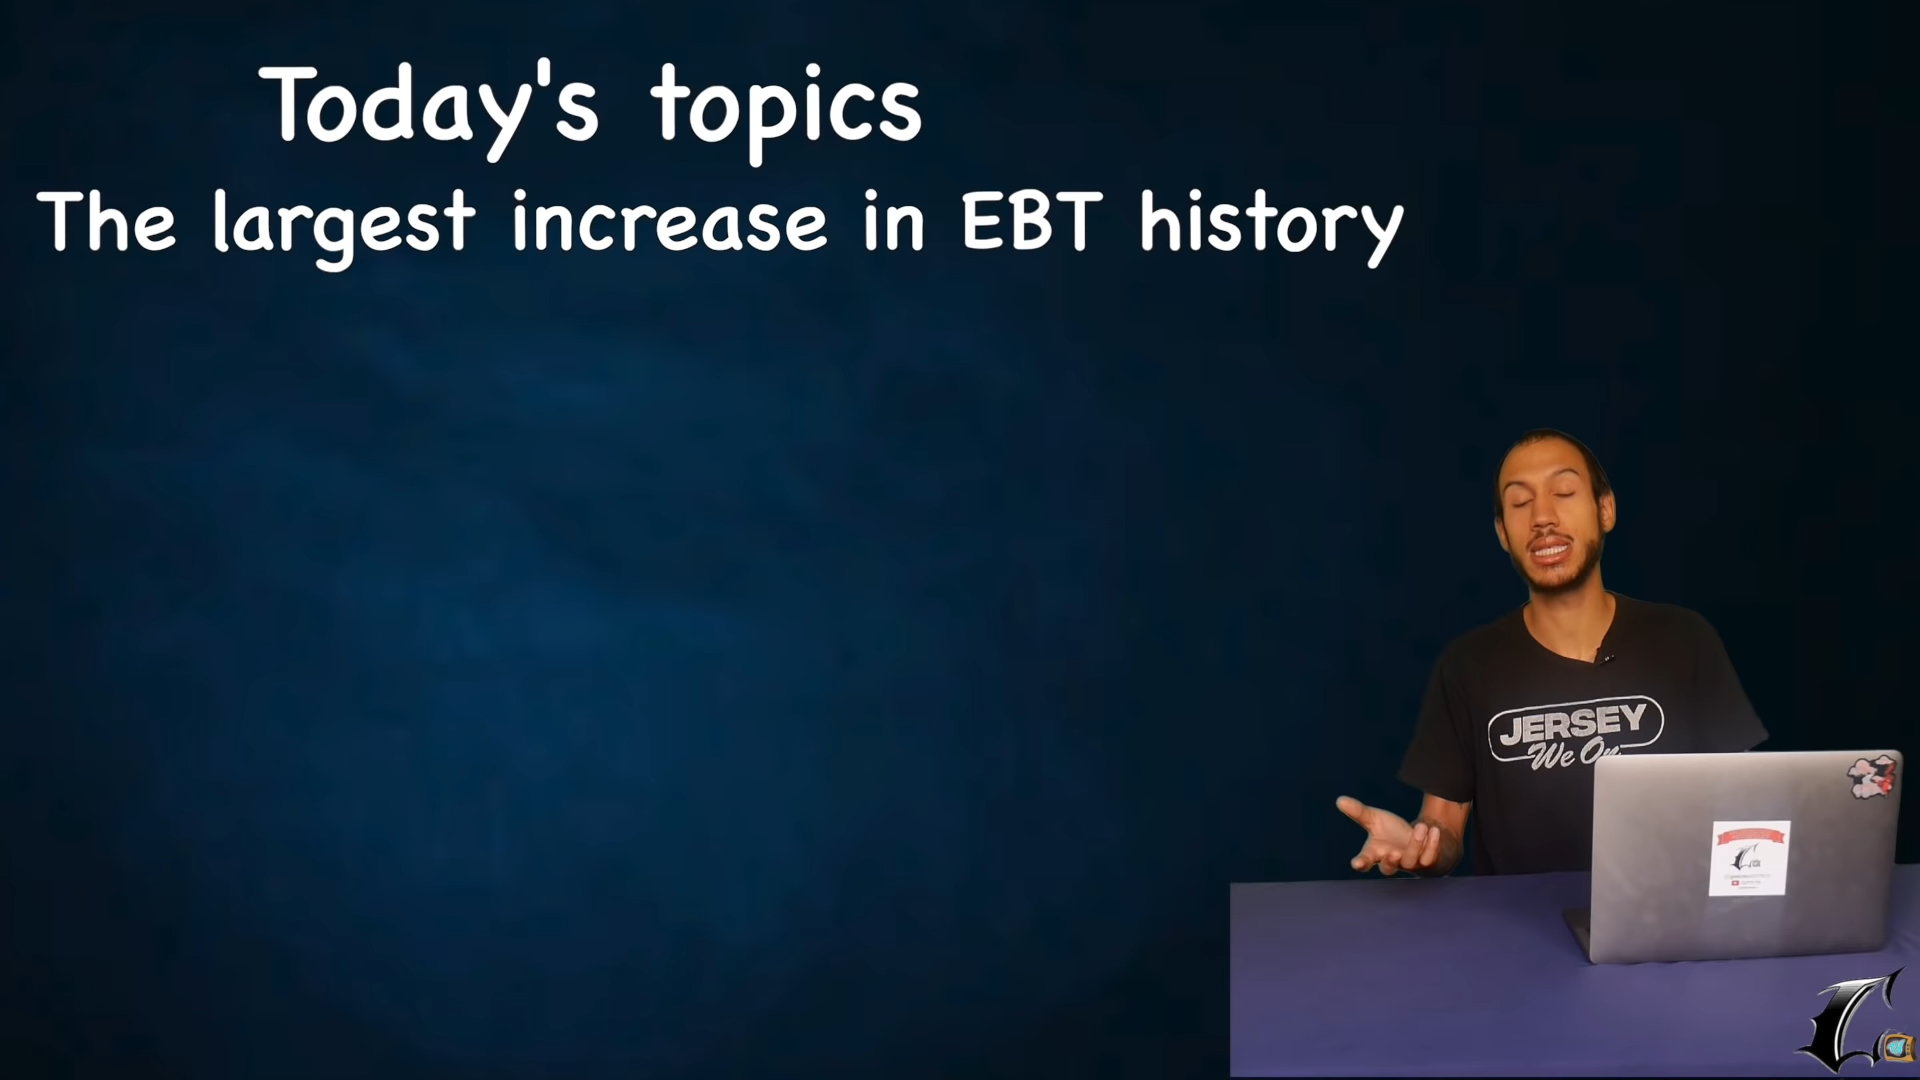 Today's topics
The largest increase in EBT history
JERSEY
We On